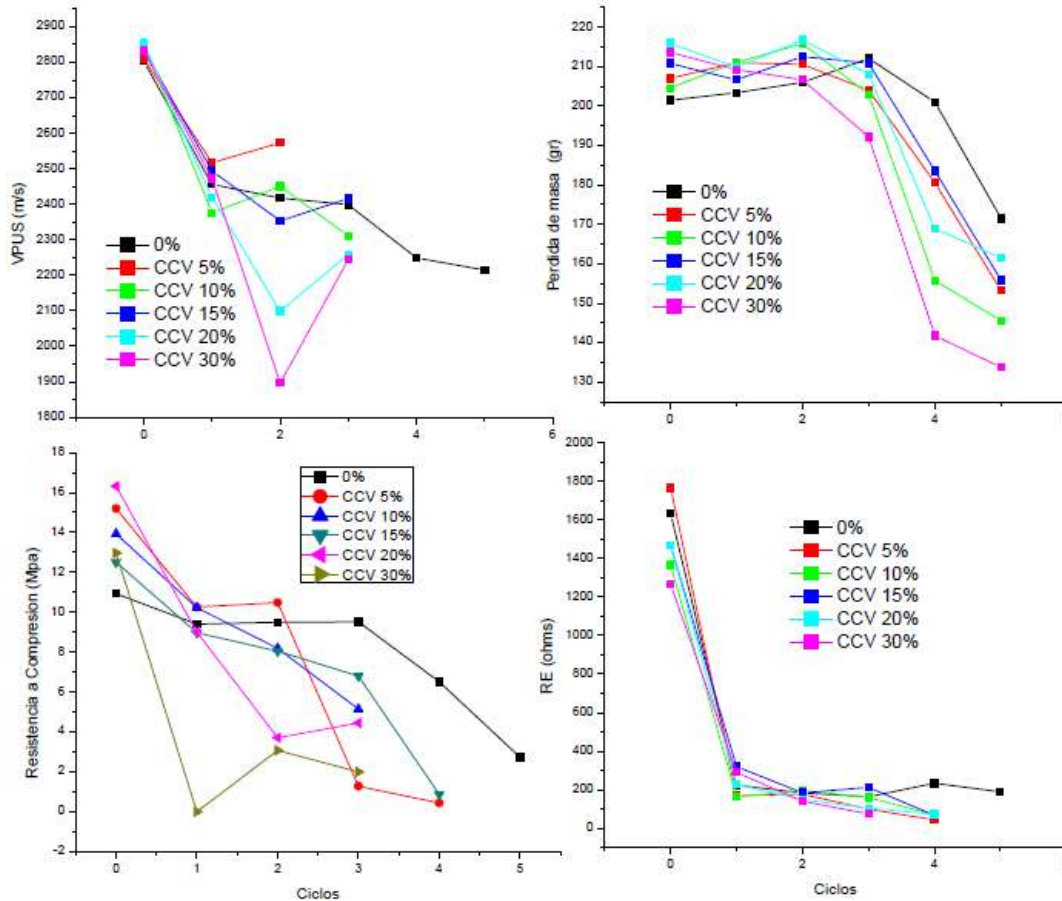 VPUS (m/s)
2900
2800
2700
2600
2500
2400
2300
2200
2100
2000
1900
1800
0
2
4
6
0%
CCV 5%
CCV 10%
CCV 15%
CCV 20%
CCV 30%
Perdida de masa (gr)
220
210
200
190
180
170
160
150
140
130
0
2
4
0%
CCV 5%
CCV 10%
CCV 15%
CCV 20%
CCV 30%
Resistencia a Compresion (Mpa)
18
16
14
12
10
8
6
4
2
0
-2
0
1
2
3
4
5
Ciclos
0%
CCV 5%
CCV 10%
CCV 15%
CCV 20%
CCV 30%
RE (ohms)
2000
1800
1600
1400
1200
1000
800
600
400
200
0
0
2
4
Ciclos
0%
CCV 5%
CCV 10%
CCV 15%
CCV 20%
CCV 30%